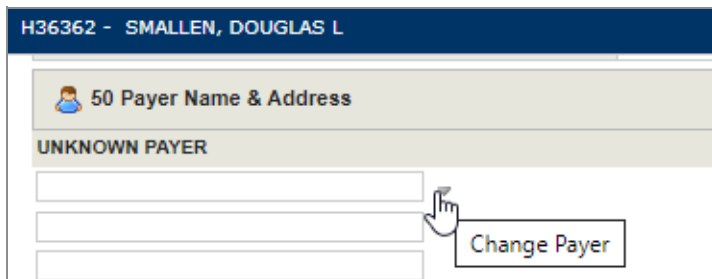 H36362 - SMALLEN, DOUGLAS L
50 Payer Name & Address
UNKNOWN PAYER
Change Payer